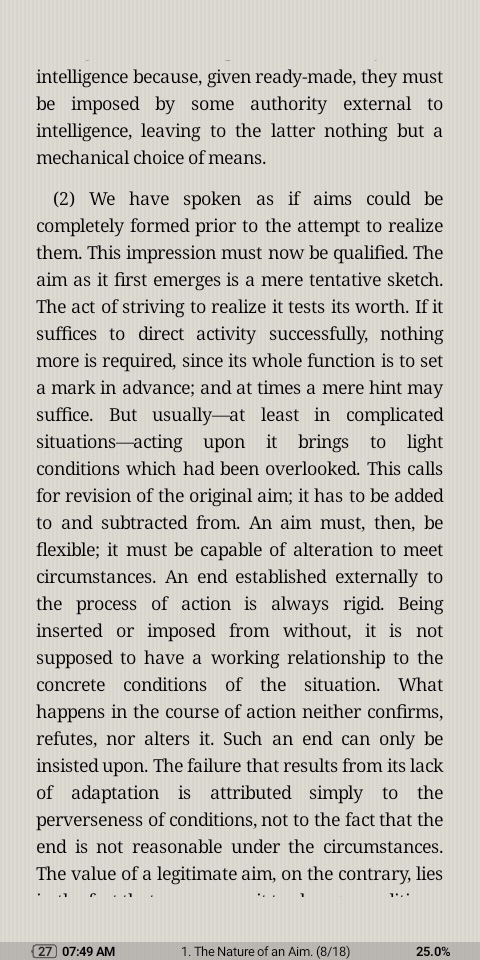 intelligence because, given ready-made, they must
be imposed by some authority external to
intelligence, leaving to the latter nothing but a
mechanical choice of means.
(2) We have spoken as if aims could be
completely formed prior to the attempt to realize
them. This impression must now be qualified. The
aim as it first emerges is a mere tentative sketch.
The act of striving to realize it tests its worth. If it
suffices to direct activity successfully, nothing
more is required, since its whole function is to set
a mark in advance; and at times a mere hint may
suffice. But usually—at least in complicated
situations—acting upon it brings to light
conditions which had been overlooked. This calls
for revision of the original aim; it has to be added
to and subtracted from. An aim must, then, be
flexible; it must be capable of alteration to meet
circumstances. An end established externally to
the process of action is always rigid. Being
inserted or imposed from without, it is not
supposed to have a working relationship to the
concrete conditions of the situation. What
happens in the course of action neither confirms,
refutes, nor alters it. Such an end can only be
insisted upon. The failure that results from its lack
of adaptation is attributed simply to the
perverseness of conditions, not to the fact that the
end is not reasonable under the circumstances.
The value of a legitimate aim, on the contrary, lies
27 07:49 AM 1. The Nature of an Aim. (8/18) 25.0%